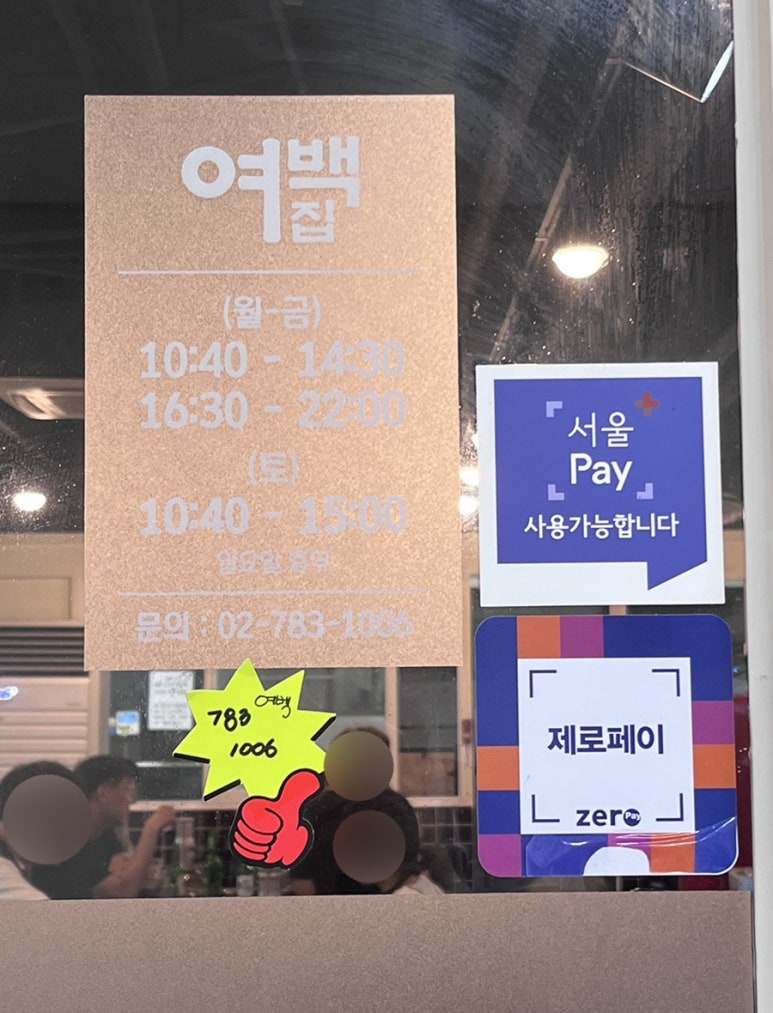 여백
집
(월-금)
10:40 - 14:30
16:30 - 22:00
(토)
10:40 - 15:00
일요일 휴무
문의 : 02-783-1006
서울
Pay
사용가능합니다
여백
783
1006
제로페이
zero Pay